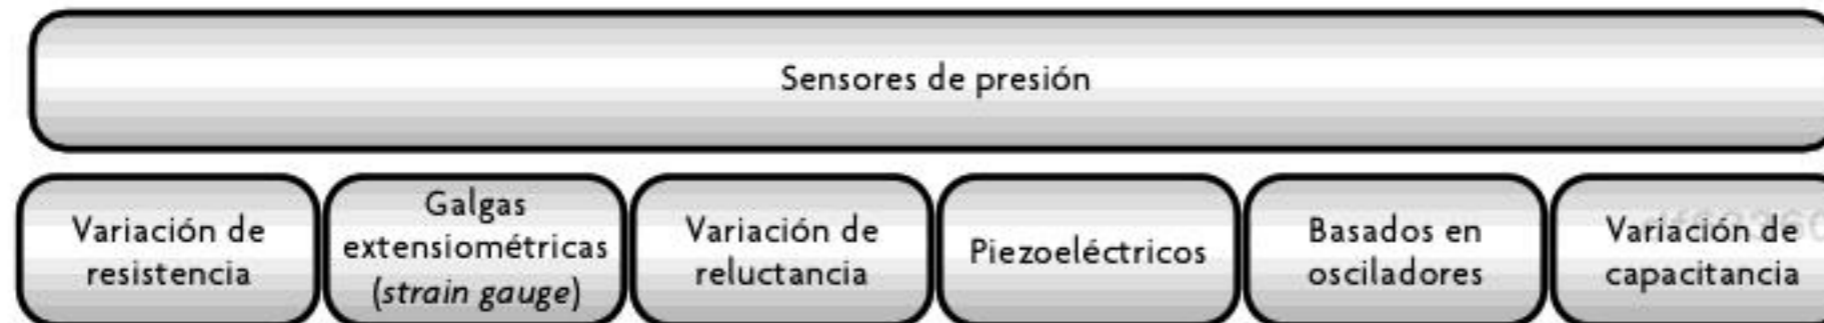 Sensores de presión
Variación de
resistencia
Galgas
extensiométricas
(strain gauge)
Variación de
reluctancia
Piezoeléctricos
Basados en
osciladores
Variación de
capacitancia